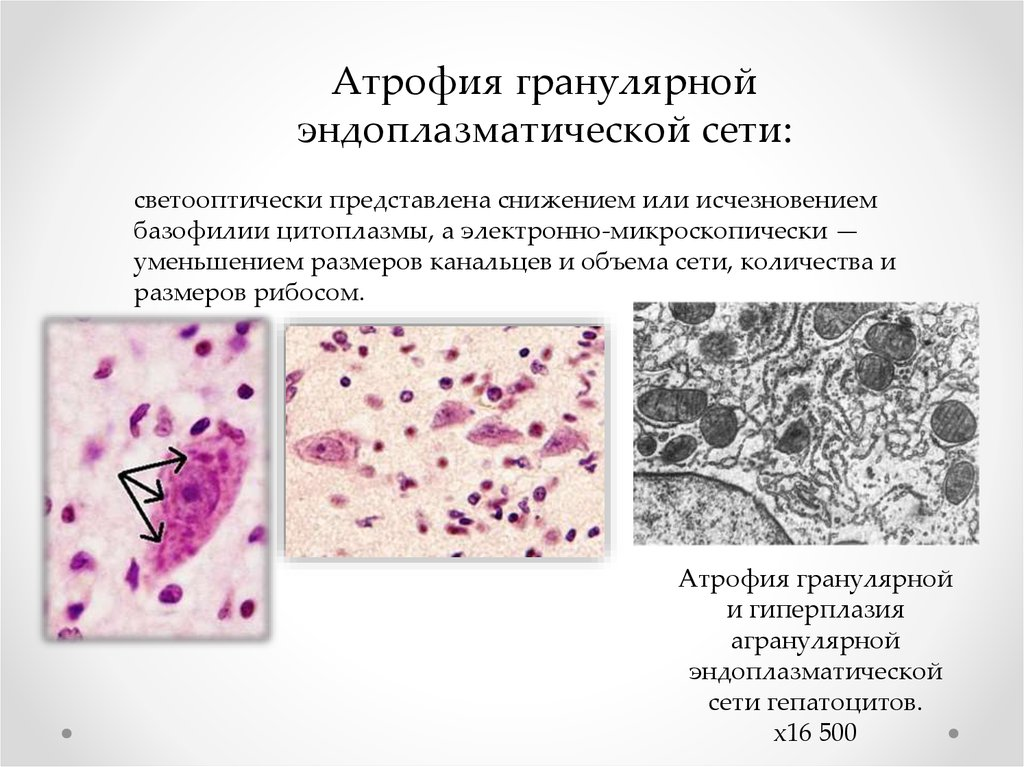 Атрофия гранулярной
эндоплазматической сети:
светооптически представлена снижением или исчезновением
базофилии цитоплазмы, а электронно-микроскопически —
уменьшением размеров канальцев и объема сети, количества и
размеров рибосом.
Атрофия гранулярной
и гиперплазия
агранулярной
эндоплазматической
сети гепатоцитов.
x16 500